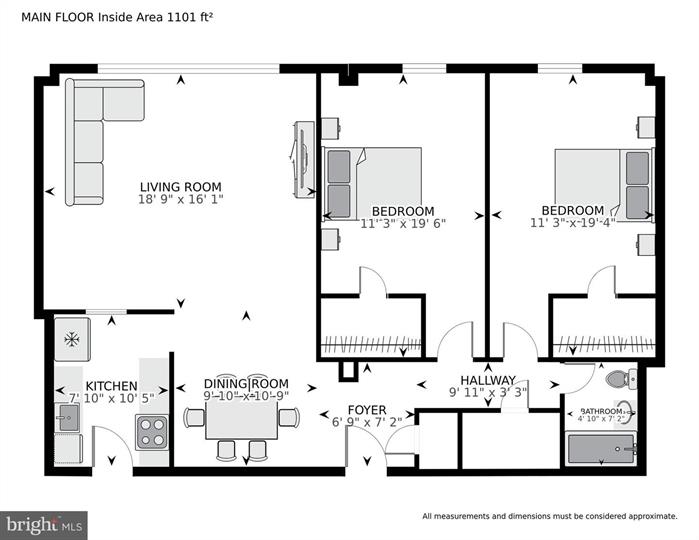 MAIN FLOOR Inside Area 1101 ft²
LIVING ROOM
18' 9" x 16' 1"
BEDROOM
11' 3" x 19' 6"
BEDROOM
11' 3" x 19' 4"
KITCHEN
7' 10" x 10' 5"
DINING ROOM
9' 10" x 10' 9"
FOYER
6' 9" x 7' 2"
HALLWAY
9' 11" x 3' 3"
BATHROOM
4' 10" x 7' 2"
All measurements and dimensions must be considered approximate.
bright MLS